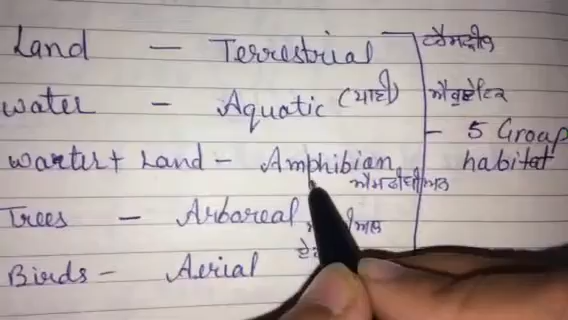 Land — Terrestrial
water — Aquatic (ਪਾਣੀ)
5 Group
warter + Land — Amphibian habitat
Trees — Arboreal
Birds — Aerial